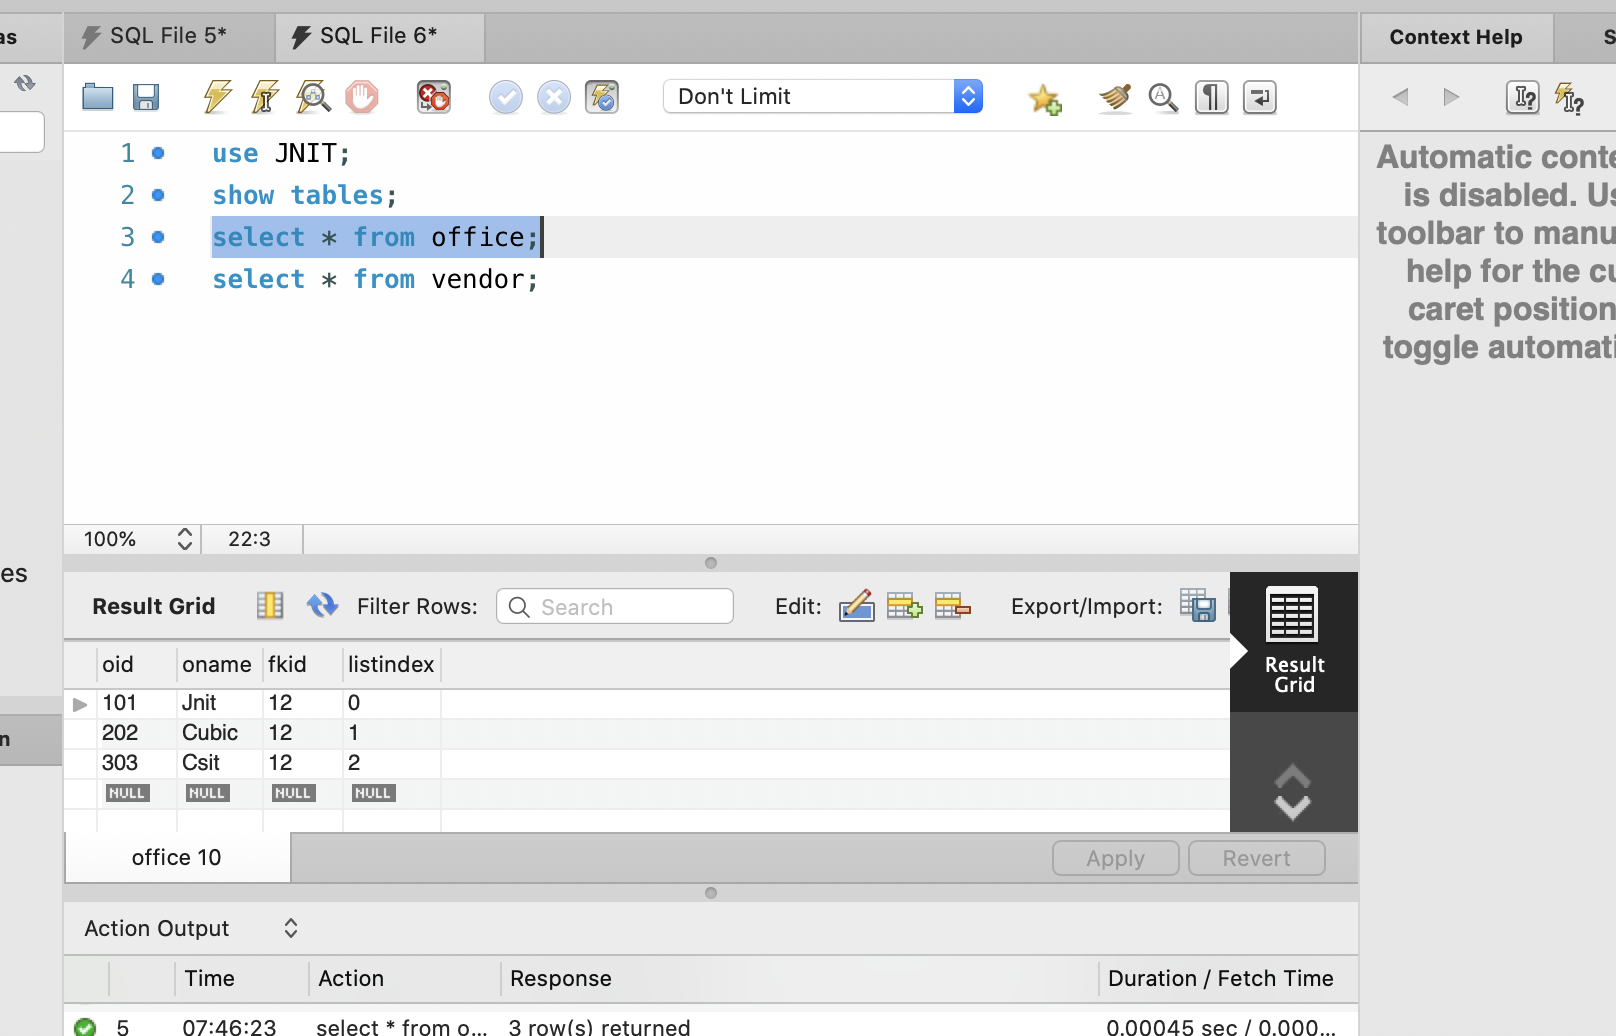 as
SQL File 5*
SQL File 6*
Context Help
S
Don't Limit
1 use JNIT;
2 show tables;
3 select * from office;
4 select * from vendor;
Automatic conte
is disabled. Us
toolbar to manu
help for the cu
caret position
toggle automati
100%
22:3
es
n
Result Grid
Filter Rows:
Search
Edit:
Export/Import:
Result
Grid
oid oname fkid listindex
101 Jnit 12 0
202 Cubic 12 1
303 Csit 12 2
NULL NULL NULL NULL
office 10
Apply
Revert
Action Output
Time Action Response Duration / Fetch Time
5 07:46:23 select * from o... 3 row(s) returned 0.00045 sec / 0.000...